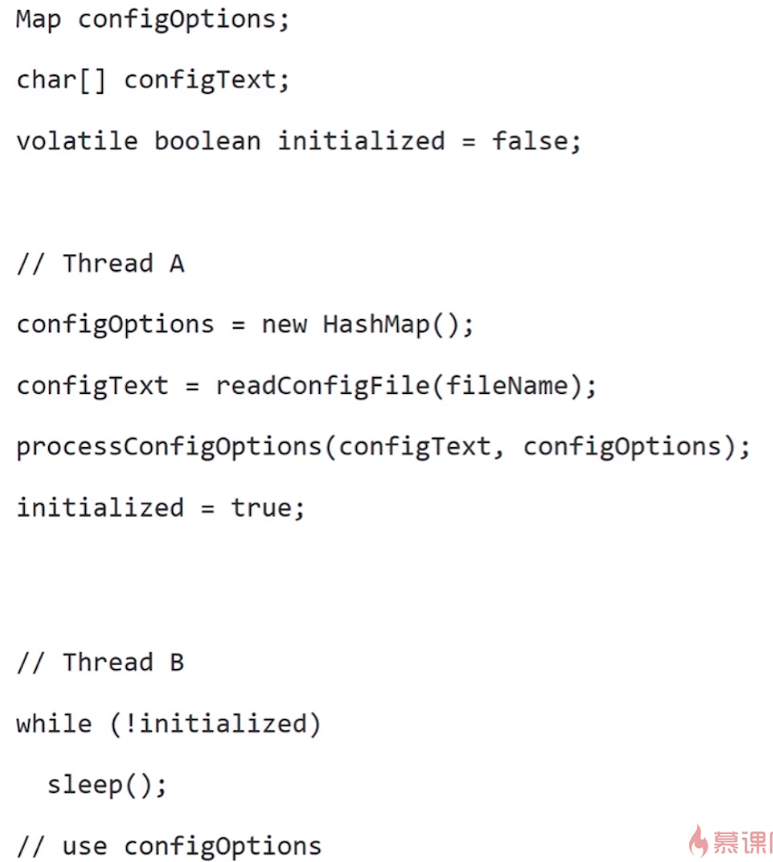 Map configOptions;
char[] configText;
volatile boolean initialized = false;
// Thread A
configOptions = new HashMap();
configText = readConfigFile(fileName);
processConfigOptions(configText, configOptions);
initialized = true;
// Thread B
while (!initialized)
  sleep();
// use configOptions
慕课